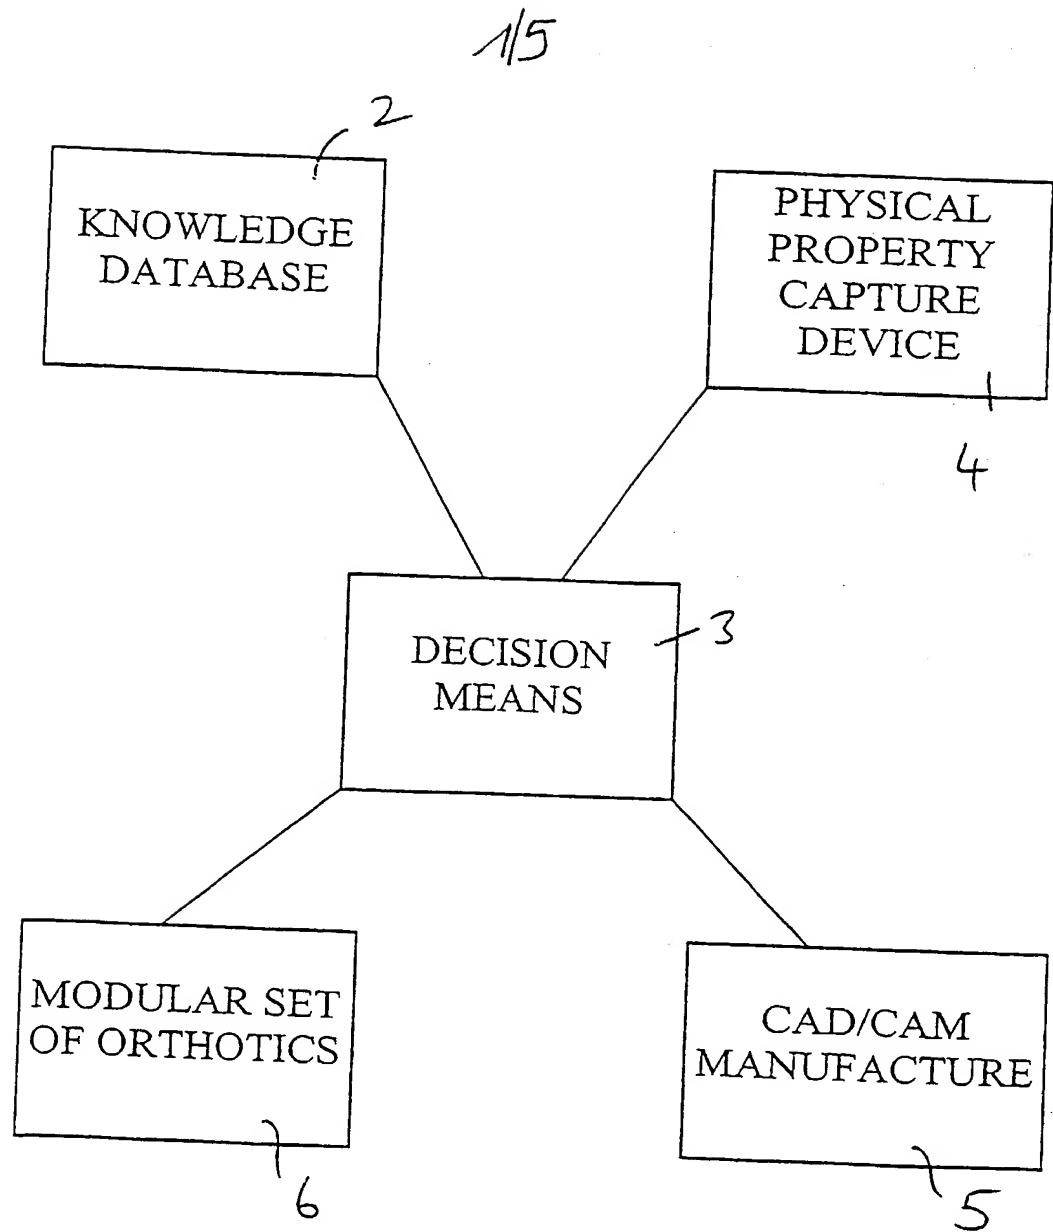 1/5
2
KNOWLEDGE
DATABASE
PHYSICAL
PROPERTY
CAPTURE
DEVICE
4
DECISION
MEANS
3
MODULAR SET
OF ORTHOTICS
6
CAD/CAM
MANUFACTURE
5